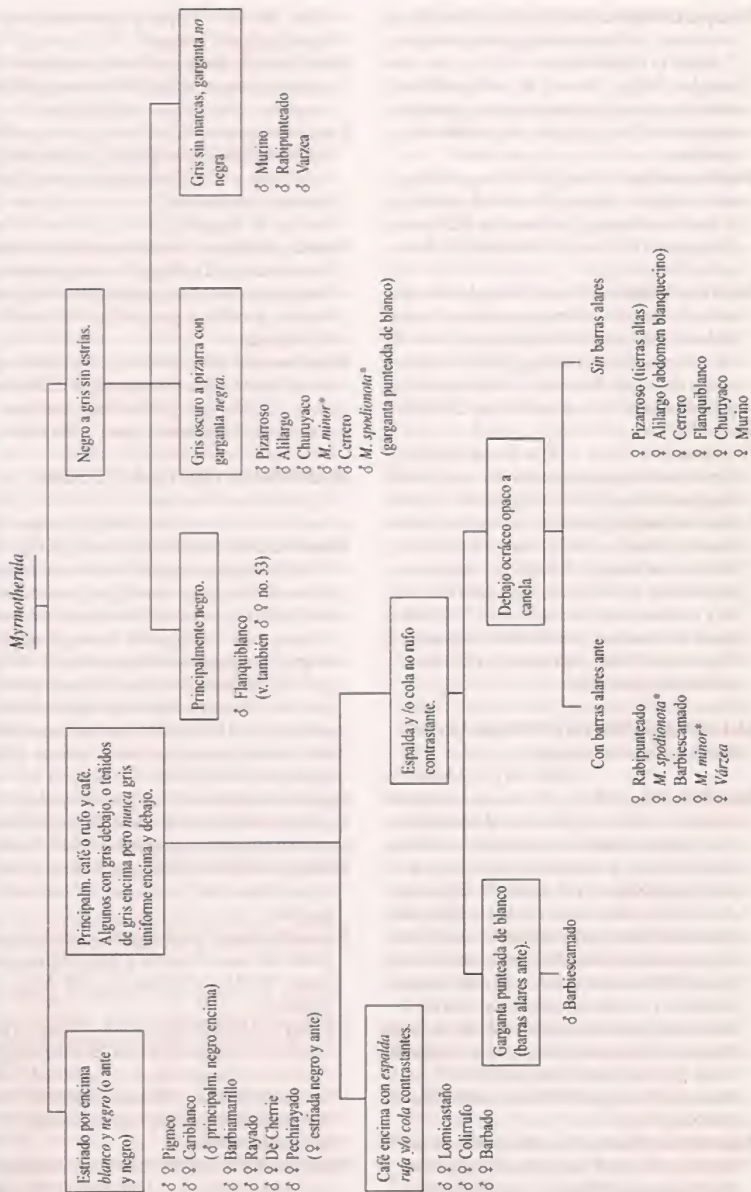 Myrmotherula
Estriado por encima
blanco y negro (o ante
y negro)
♂ ♀ Pigmeo
♂ ♀ Cariblanco
(♂ principalm. negro encima)
♂ ♀ Barbiamarillo
♂ ♀ Rayado
♂ ♀ De Cherrie
♂ ♀ Pechirayado
(♀ estriada negro y ante)
Principalm. café o rufo y café.
Algunos con gris debajo, o teñidos
de gris encima pero nunca gris
uniforme encima y debajo.
Negro a gris sin estrías.
Principalmente negro.
♂ Flanquiblanco
(v. también ♂ ♀ no. 53)
Gris oscuro a pizarra con
garganta negra.
♂ Pizarroso
♂ Alilargo
♂ Churuyaco
♂ M. minor*
♂ Cerrero
♂ M. spodionota*
(garganta punteada de blanco)
Gris sin marcas, garganta no
negra
♂ Murino
♂ Rabipunteado
♂ Varzea
Café encima con espalda
rufa y/o cola contrastantes.
♂ ♀ Lomicastaño
♂ ♀ Colirrufo
♂ ♀ Barbado
Espalda y /o cola no rufo
contrastante.
Garganta punteada de blanco
(barras alares ante).
♂ Barbiescamado
Debajo ocráceo opaco a
canela
Con barras alares ante
♀ Rabipunteado
♀ M. spodionota*
♀ Barbiescamado
♀ M. minor*
♀ Várzea
Sin barras alares
♀ Pizarroso (tierras altas)
♀ Alilargo (abdomen blanquecino)
♀ Cerrero
♀ Flanquiblanco
♀ Churuyaco
♀ Murino